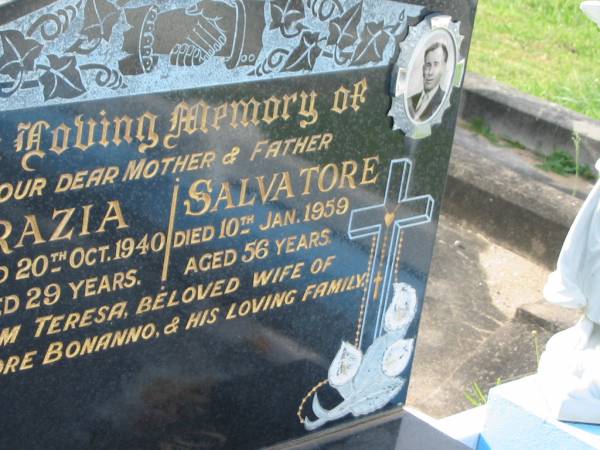 Loving Memory of
OUR DEAR MOTHER & FATHER
RAZIA SALVATORE
D 20TH OCT. 1940 DIED 10TH JAN. 1959
ED 29 YEARS. AGED 56 YEARS.
M TERESA, BELOVED WIFE OF
ORE BONANNO, & HIS LOVING FAMILY.